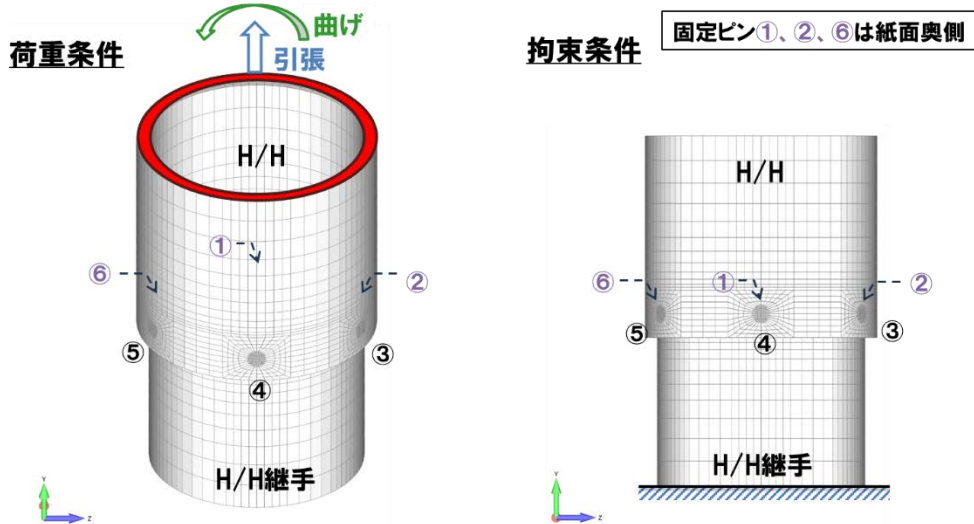 荷重条件
曲げ
引張
H/H
①
⑥
②
⑤
③
④
H/H継手
Y
Z
拘束条件
固定ピン①、②、⑥は紙面奥側
H/H
⑥
①
②
⑤
④
③
H/H継手
Y
Z